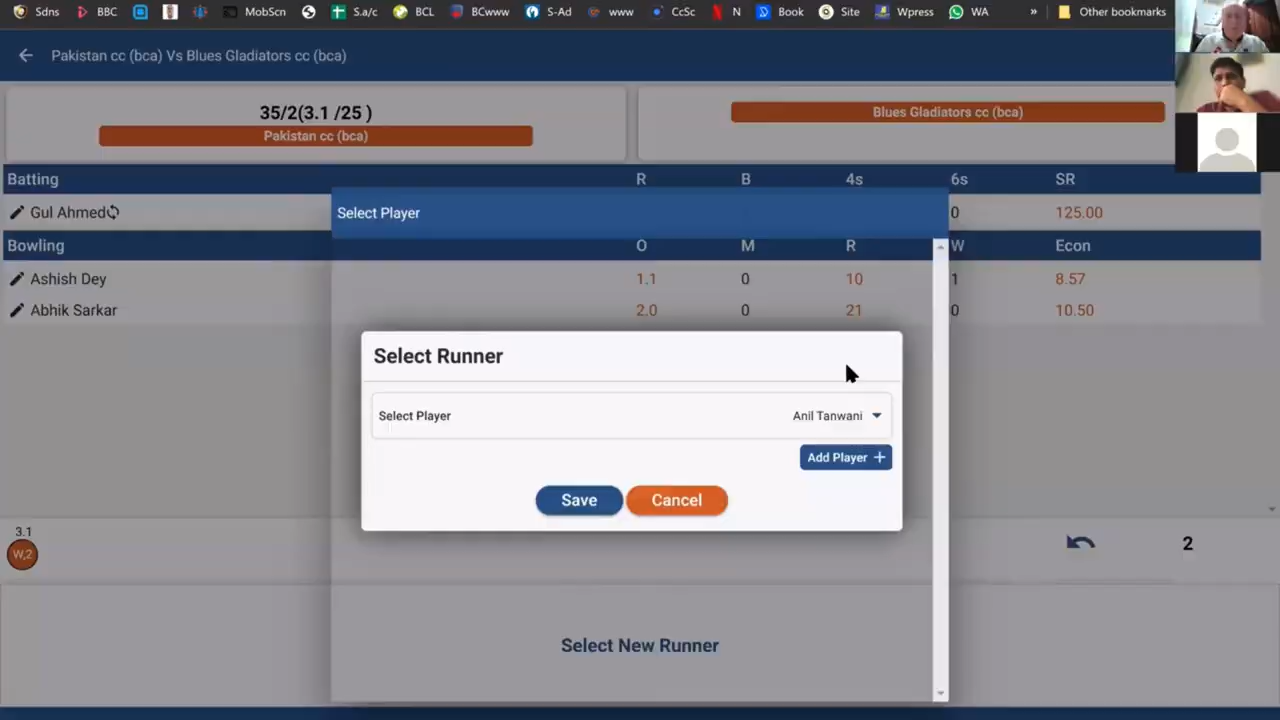 Sdns BBC MobScn S.a/c BCL BCwww S-Ad www CcSc N Book Site Wpress WA » Other bookmarks
Pakistan cc (bca) Vs Blues Gladiators cc (bca)
35/2(3.1 /25 )
Pakistan cc (bca)
Blues Gladiators cc (bca)
Batting R B 4s 6s SR
Gul Ahmed 0 125.00
Select Player
Bowling O M R W Econ
Ashish Dey 1.1 0 10 1 8.57
Abhik Sarkar 2.0 0 21 0 10.50
Select Runner
Select Player Anil Tanwani
Add Player +
Save Cancel
3.1
W,2
2
Select New Runner